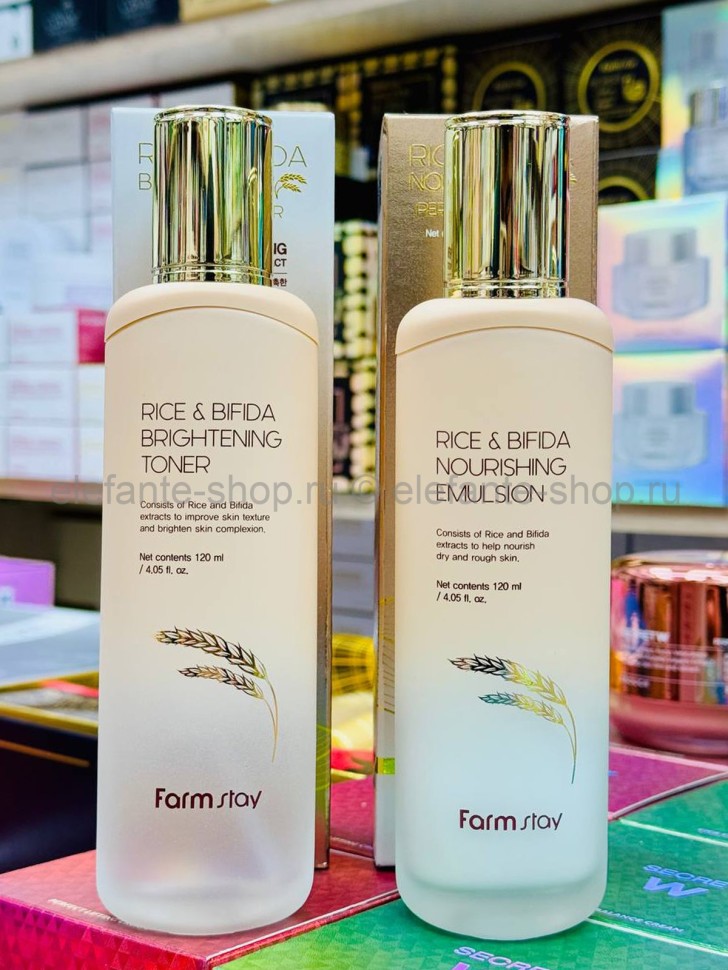 RICE & BIFIDA
BRIGHTENING
TONER
Consists of Rice and Bifida
extracts to improve skin texture
and brighten skin complexion.
Net contents 120 ml
/ 4.05 fl. oz.
Farmstay
RICE & BIFIDA
NOURISHING
EMULSION
Consists of Rice and Bifida
extracts to help nourish
dry and rough skin.
Net contents 120 ml
/ 4.05 fl. oz.
Farmstay
elefante-shop.ru © elefante-shop.ru
Net
SECRE
W
SECRE